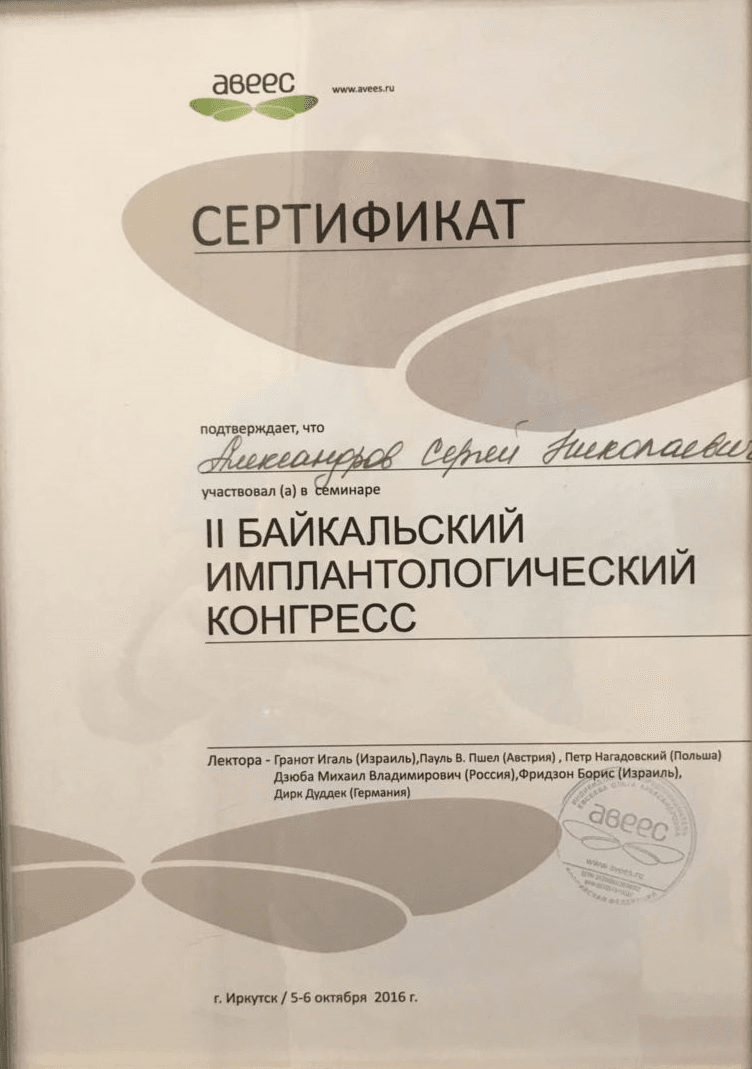 авеес
www.avees.ru
СЕРТИФИКАТ
подтверждает, что
Александров Сергей Николаевич
участвовал (а) в семинаре
II БАЙКАЛЬСКИЙ
ИМПЛАНТОЛОГИЧЕСКИЙ
КОНГРЕСС
Лектора - Гранот Игаль (Израиль),Пауль В. Пшел (Австрия) , Петр Нагадовский (Польша)
Дзюба Михаил Владимирович (Россия),Фридзон Борис (Израиль),
Дирк Дуддек (Германия)
авеес
www.avees.ru
г. Иркутск / 5-6 октября 2016 г.